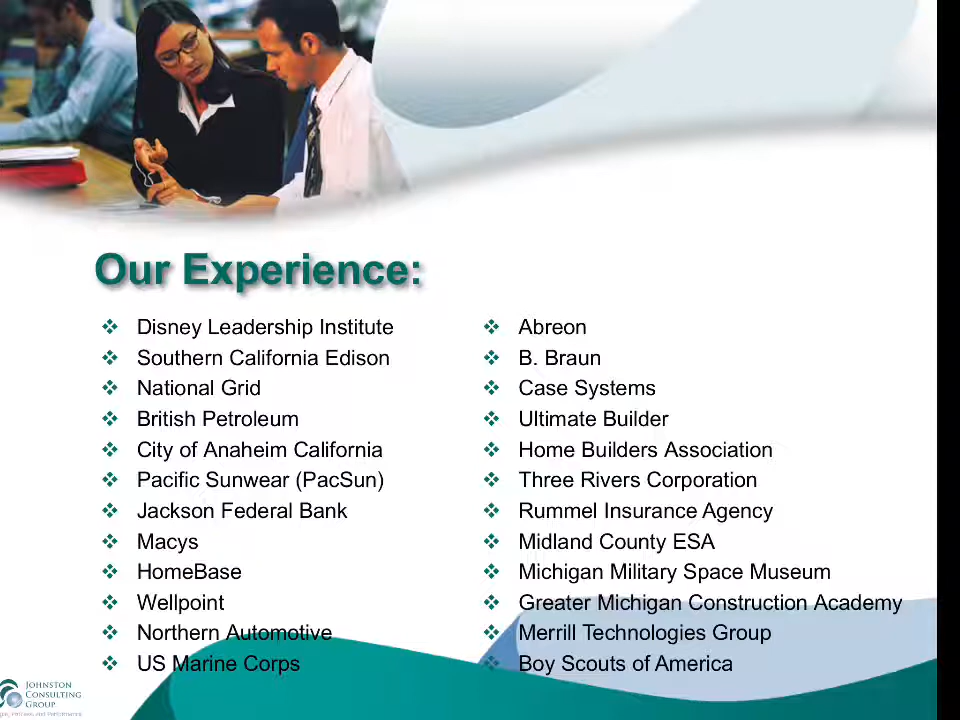 Our Experience:
Disney Leadership Institute
Southern California Edison
National Grid
British Petroleum
City of Anaheim California
Pacific Sunwear (PacSun)
Jackson Federal Bank
Macys
HomeBase
Wellpoint
Northern Automotive
US Marine Corps
Abreon
B. Braun
Case Systems
Ultimate Builder
Home Builders Association
Three Rivers Corporation
Rummel Insurance Agency
Midland County ESA
Michigan Military Space Museum
Greater Michigan Construction Academy
Merrill Technologies Group
Boy Scouts of America
Johnston
Consulting
Group
and Performance